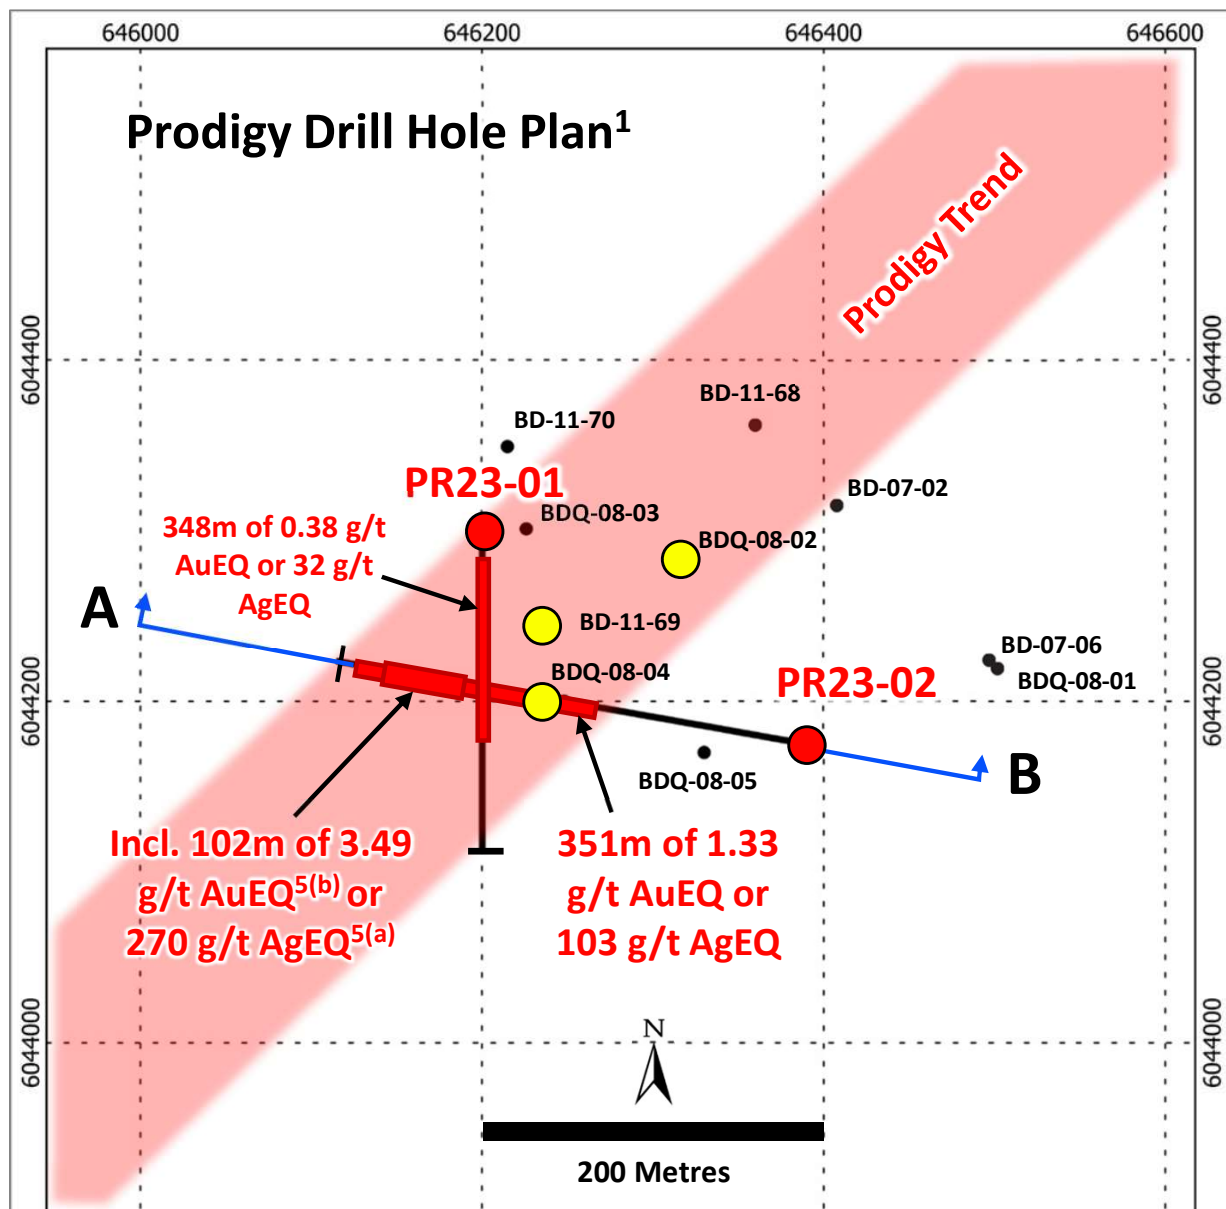 646000
646200
646400
646600
Prodigy Drill Hole Plan¹
Prodigy Trend
6044400
6044400
BD-11-68
BD-11-70
PR23-01
BD-07-02
BDQ-08-03
348m of 0.38 g/t
AuEQ or 32 g/t
AgEQ
BDQ-08-02
A
BD-11-69
BD-07-06
BDQ-08-04
BDQ-08-01
PR23-02
6044200
6044200
B
BDQ-08-05
Incl. 102m of 3.49
g/t AuEQ⁵⁽ᵇ⁾ or
270 g/t AgEQ⁵⁽ᵃ⁾
351m of 1.33
g/t AuEQ or
103 g/t AgEQ
N
6044000
6044000
200 Metres